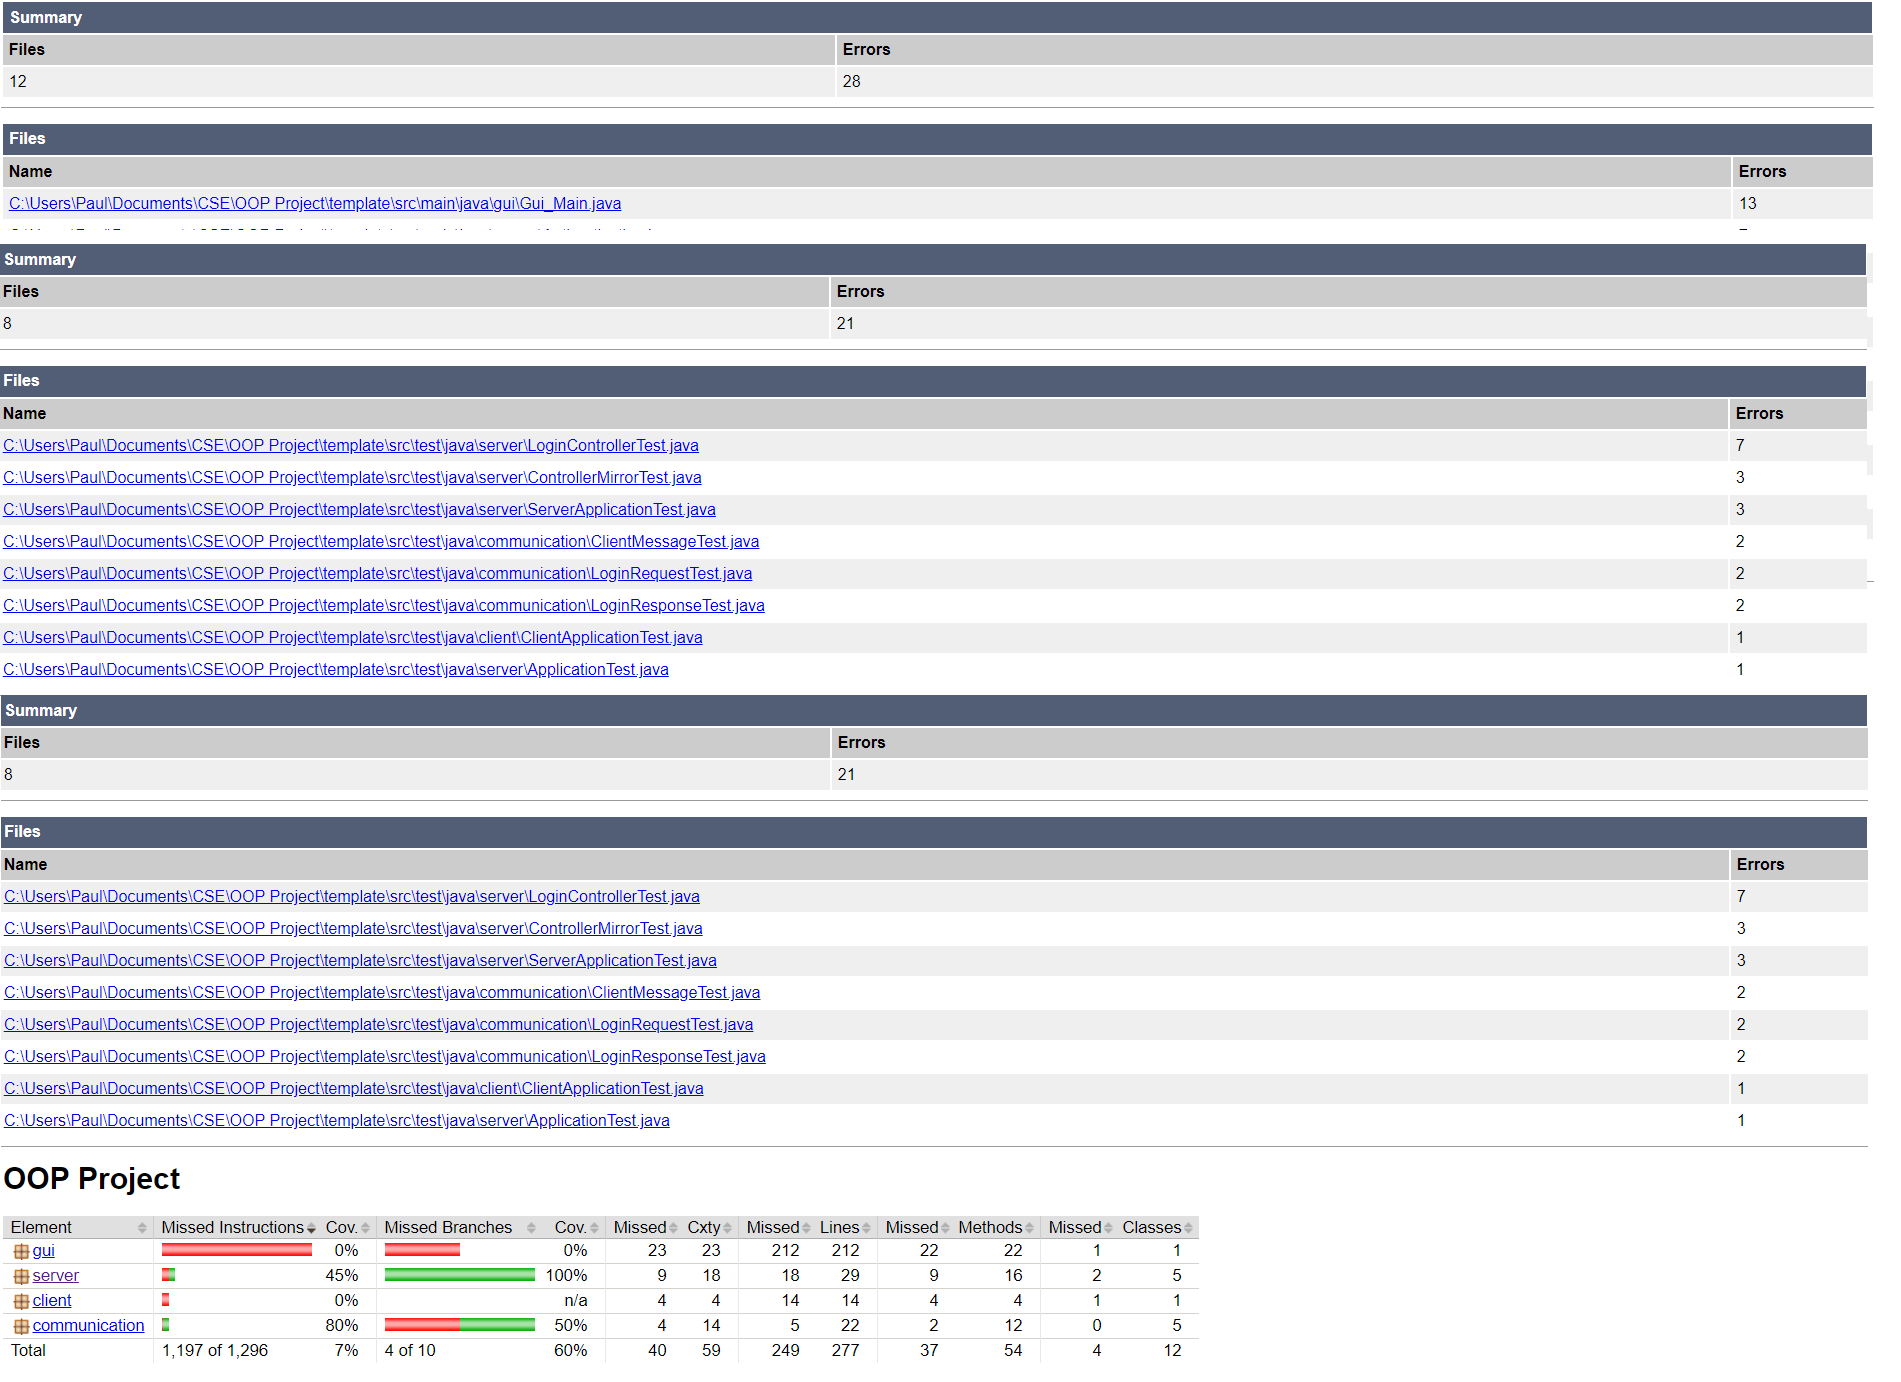 Summary
Files Errors
12 28
Files
Name Errors
C:\Users\Paul\Documents\CSE\OOP Project\template\src\main\java\gui\Gui_Main.java 13
Summary
Files Errors
8 21
Files
Name Errors
C:\Users\Paul\Documents\CSE\OOP Project\template\src\test\java\server\LoginControllerTest.java 7
C:\Users\Paul\Documents\CSE\OOP Project\template\src\test\java\server\ControllerMirrorTest.java 3
C:\Users\Paul\Documents\CSE\OOP Project\template\src\test\java\server\ServerApplicationTest.java 3
C:\Users\Paul\Documents\CSE\OOP Project\template\src\test\java\communication\ClientMessageTest.java 2
C:\Users\Paul\Documents\CSE\OOP Project\template\src\test\java\communication\LoginRequestTest.java 2
C:\Users\Paul\Documents\CSE\OOP Project\template\src\test\java\communication\LoginResponseTest.java 2
C:\Users\Paul\Documents\CSE\OOP Project\template\src\test\java\client\ClientApplicationTest.java 1
C:\Users\Paul\Documents\CSE\OOP Project\template\src\test\java\server\ApplicationTest.java 1
Summary
Files Errors
8 21
Files
Name Errors
C:\Users\Paul\Documents\CSE\OOP Project\template\src\test\java\server\LoginControllerTest.java 7
C:\Users\Paul\Documents\CSE\OOP Project\template\src\test\java\server\ControllerMirrorTest.java 3
C:\Users\Paul\Documents\CSE\OOP Project\template\src\test\java\server\ServerApplicationTest.java 3
C:\Users\Paul\Documents\CSE\OOP Project\template\src\test\java\communication\ClientMessageTest.java 2
C:\Users\Paul\Documents\CSE\OOP Project\template\src\test\java\communication\LoginRequestTest.java 2
C:\Users\Paul\Documents\CSE\OOP Project\template\src\test\java\communication\LoginResponseTest.java 2
C:\Users\Paul\Documents\CSE\OOP Project\template\src\test\java\client\ClientApplicationTest.java 1
C:\Users\Paul\Documents\CSE\OOP Project\template\src\test\java\server\ApplicationTest.java 1
OOP Project
Element Missed Instructions Cov. Missed Branches Cov. Missed Cxty Missed Lines Missed Methods Missed Classes
gui 0% 0% 23 23 212 212 22 22 1 1
server 45% 100% 9 18 18 29 9 16 2 5
client 0% n/a 4 4 14 14 4 4 1 1
communication 80% 50% 4 14 5 22 2 12 0 5
Total 1,197 of 1,296 7% 4 of 10 60% 40 59 249 277 37 54 4 12